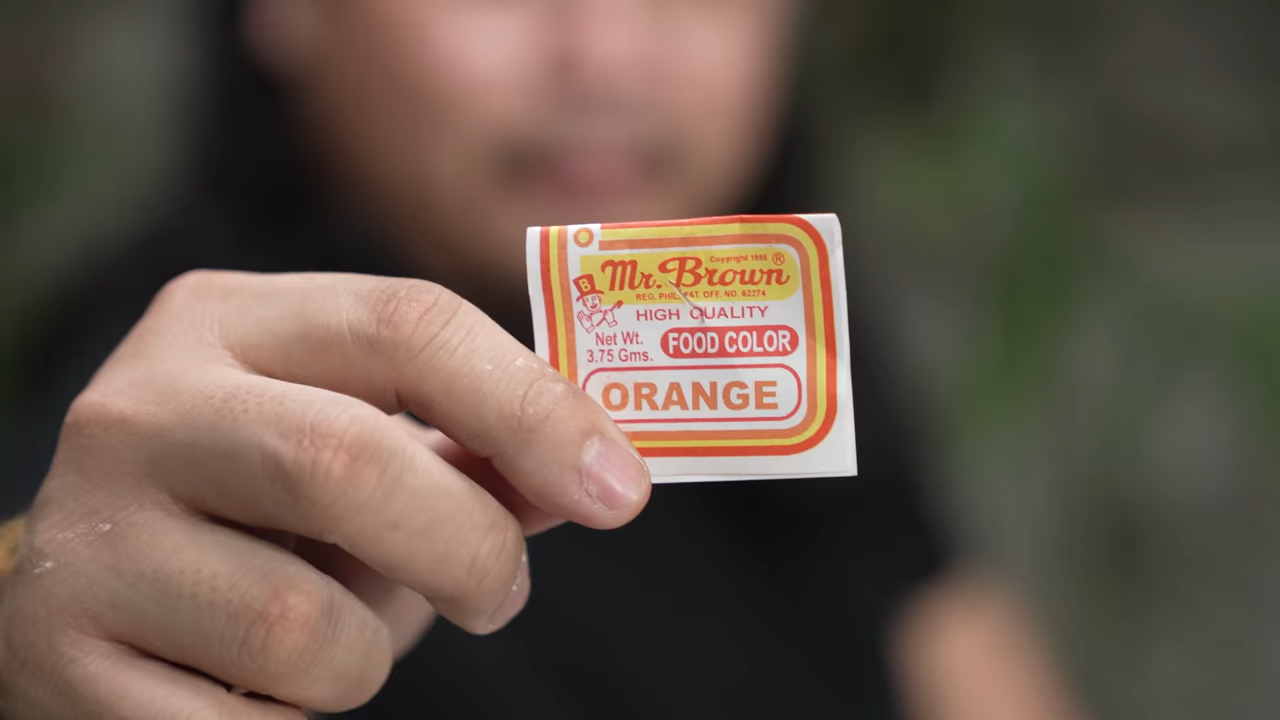 Copyright 1988 ®
Mr. Brown
B
REG. PHIL. PAT. OFF. NO. 62274
HIGH QUALITY
Net Wt.
3.75 Gms.
FOOD COLOR
ORANGE